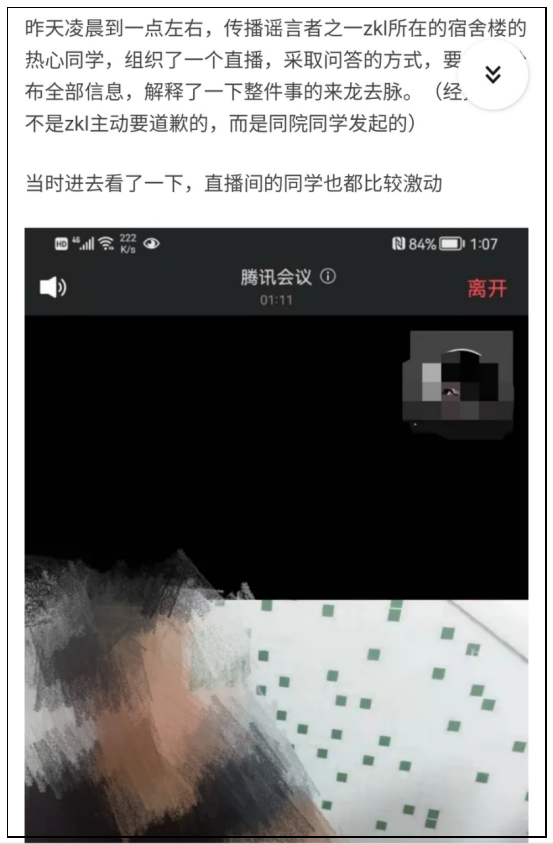 昨天凌晨到一点左右，传播谣言者之一zkl所在的宿舍楼的
热心同学，组织了一个直播，采取问答的方式，要
布全部信息，解释了一下整件事的来龙去脉。（经
不是zkl主动要道歉的，而是同院同学发起的）
当时进去看了一下，直播间的同学也都比较激动
HD 4G 222 K/s 84% 1:07
腾讯会议
01:11
离开